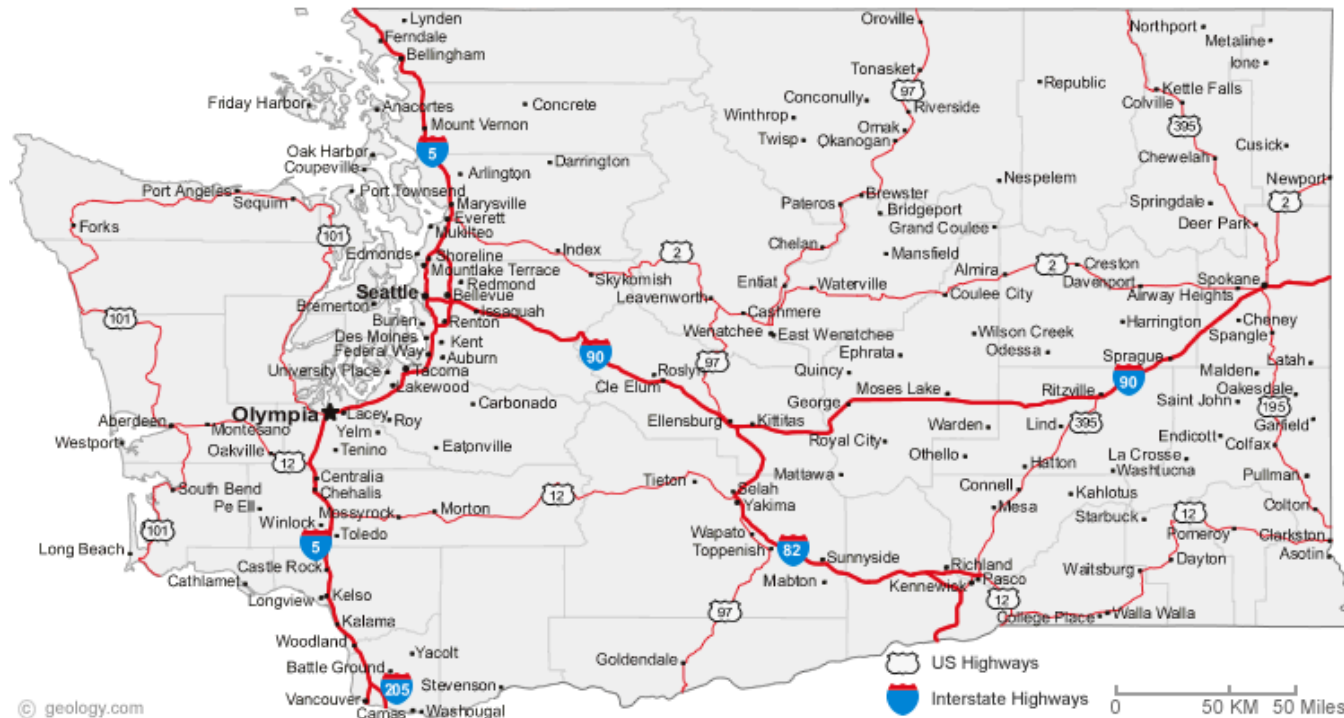 Lynden
Oroville
Northport
Ferndale
Metaline
Bellingham
Ione
Tonasket
Republic
97
Kettle Falls
Friday Harbor
Anacortes
Concrete
Conconully
Riverside
Colville
Winthrop
Mount Vernon
Omak
395
Twisp
Okanogan
Cusick
Oak Harbor
5
Chewelah
Coupeville
Darrington
Arlington
Newport
Port Angeles
Port Townsend
Nespelem
Sequim
Marysville
Brewster
2
Pateros
Bridgeport
Springdale
Everett
Forks
Mukilteo
Grand Coulee
Deer Park
101
Edmonds
Index
Chelan
Mansfield
Shoreline
2
Mountlake Terrace
2
Creston
Skykomish
Entiat
Almira
Spokane
Redmond
Waterville
Davenport
Seattle
Bellevue
Leavenworth
Coulee City
Airway Heights
Bremerton
Issaquah
Cashmere
101
Burien
Renton
Wenatchee
East Wenatchee
Wilson Creek
Harrington
Cheney
Des Moines
Kent
Spangle
Federal Way
Auburn
90
97
Ephrata
Odessa
Sprague
Latah
University Place
Tacoma
Roslyn
Quincy
Malden
Lakewood
Cle Elum
Moses Lake
Ritzville
90
Oakesdale
Carbonado
George
Saint John
195
Olympia
Lacey
Roy
Aberdeen
Montesano
Ellensburg
Kittitas
Warden
Lind
395
Garfield
Yelm
Westport
Royal City
Endicott
Oakville
12
Tenino
Eatonville
Othello
La Crosse
Colfax
Hatton
Washtucna
Centralia
Tieton
Mattawa
Pullman
South Bend
Chehalis
12
Selah
Connell
Kahlotus
Pe Ell
Mossyrock
Morton
Yakima
Mesa
Colton
Winlock
Starbuck
12
101
Toledo
Wapato
Pomeroy
Clarkston
Long Beach
5
Toppenish
82
Sunnyside
Asotin
Castle Rock
Richland
Dayton
Cathlamet
Mabton
Kennewick
Pasco
Waitsburg
Longview
Kelso
97
12
Kalama
College Place
Walla Walla
Woodland
Yacolt
Goldendale
US Highways
Battle Ground
205
Stevenson
Vancouver
Interstate Highways
Camas
Washougal
© geology.com
0
50 KM
50 Miles